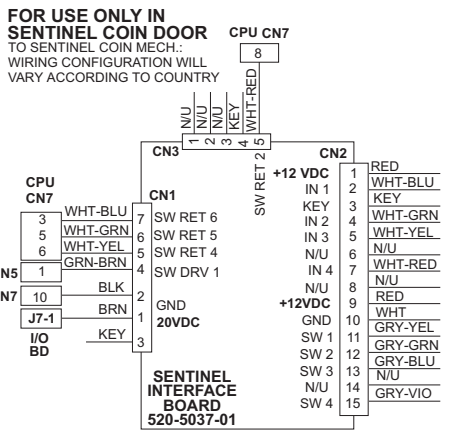 FOR USE ONLY IN
SENTINEL COIN DOOR
TO SENTINEL COIN MECH.:
WIRING CONFIGURATION WILL
VARY ACCORDING TO COUNTRY
CPU CN7
8
N/U
N/U
N/U
KEY
WHT-RED
1
2
3
4
5
CN3
SW RET 2
CN2
+12 VDC 1 RED
IN 1 2 WHT-BLU
KEY 3 KEY
IN 2 4 WHT-GRN
IN 3 5 WHT-YEL
N/U 6 N/U
IN 4 7 WHT-RED
N/U 8 N/U
+12VDC 9 RED
GND 10 WHT
SW 1 11 GRY-YEL
SW 2 12 GRY-GRN
SW 3 13 GRY-BLU
N/U 14 N/U
SW 4 15 GRY-VIO
CPU
CN7
CN1
3 WHT-BLU 7 SW RET 6
5 WHT-GRN 6 SW RET 5
6 WHT-YEL 5 SW RET 4
N5 1 GRN-BRN 4 SW DRV 1
N7 10 BLK 2 GND
J7-1 BRN 1 20VDC
I/O
BD
KEY 3
SENTINEL
INTERFACE
BOARD
520-5037-01